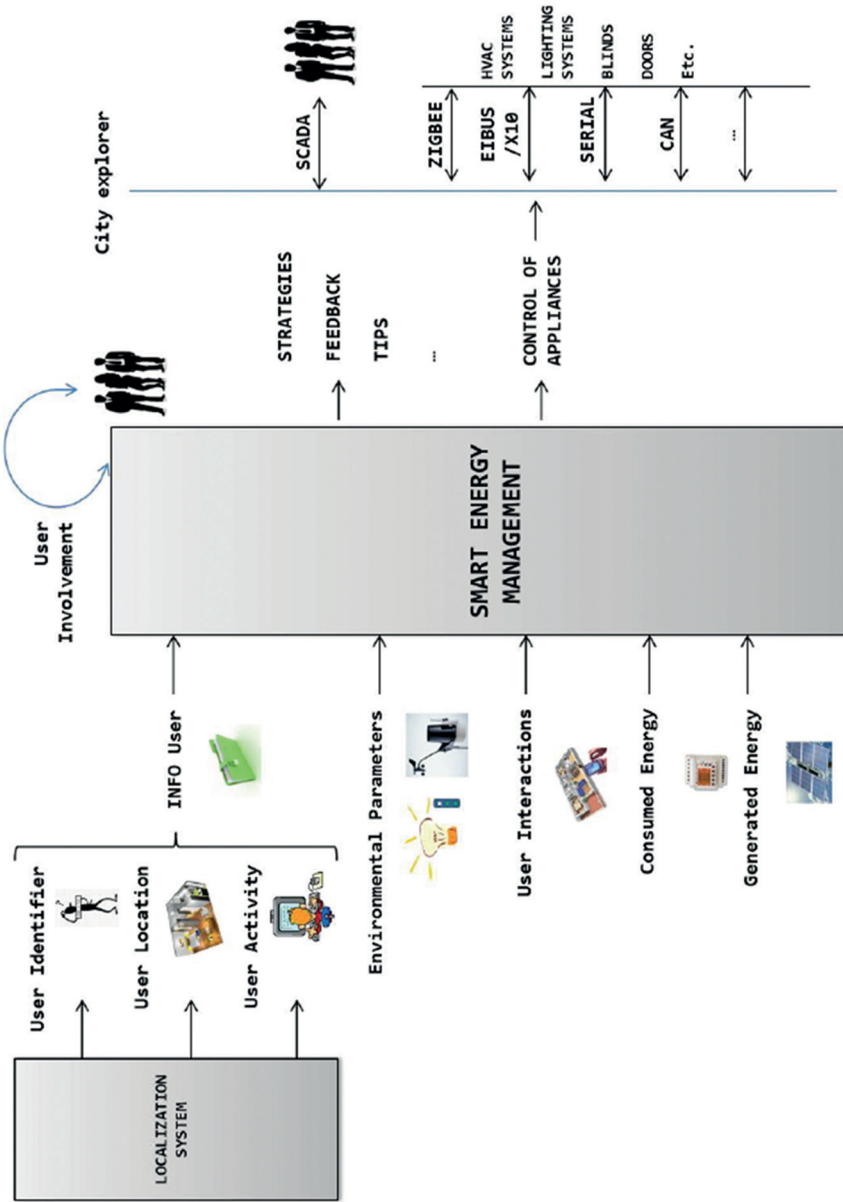 LOCALIZATION
SYSTEM
User Identifier
User Location
User Activity
INFO User
Environmental Parameters
User Interactions
Consumed Energy
Generated Energy
User
Involvement
SMART ENERGY
MANAGEMENT
STRATEGIES
FEEDBACK
TIPS
…
CONTROL OF
APPLIANCES
City explorer
SCADA
ZIGBEE
EIBUS
/X10
SERIAL
CAN
…
HVAC
SYSTEMS
LIGHTING
SYSTEMS
BLINDS
DOORS
Etc.